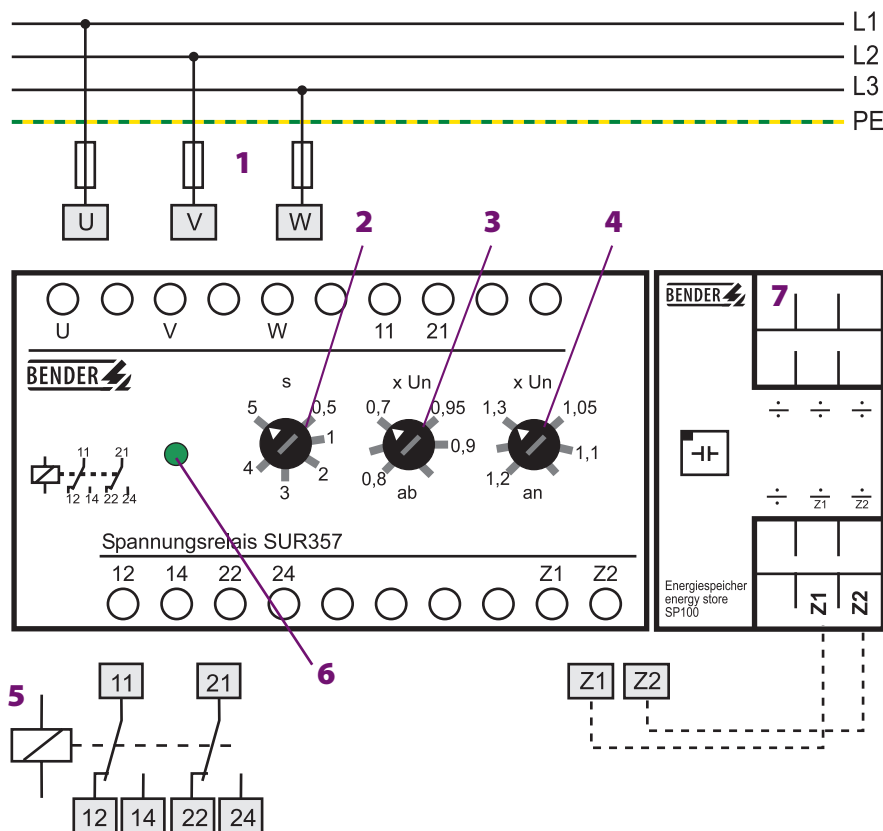 L1
L2
L3
PE
1
U V W
2 3 4
U V W 11 21
BENDER
s
5 0,5 1 2 3 4
x Un
0,7 0,95 0,9 0,8
ab
x Un
1,3 1,05 1,1 1,2
an
11 21
12 14 22 24
Spannungsrelais SUR357
12 14 22 24 Z1 Z2
BENDER
7
÷ ÷ ÷
÷ Z1 Z2
Energiespeicher
energy store
SP100
Z1 Z2
6
5
11 21
Z1 Z2
12 14 22 24